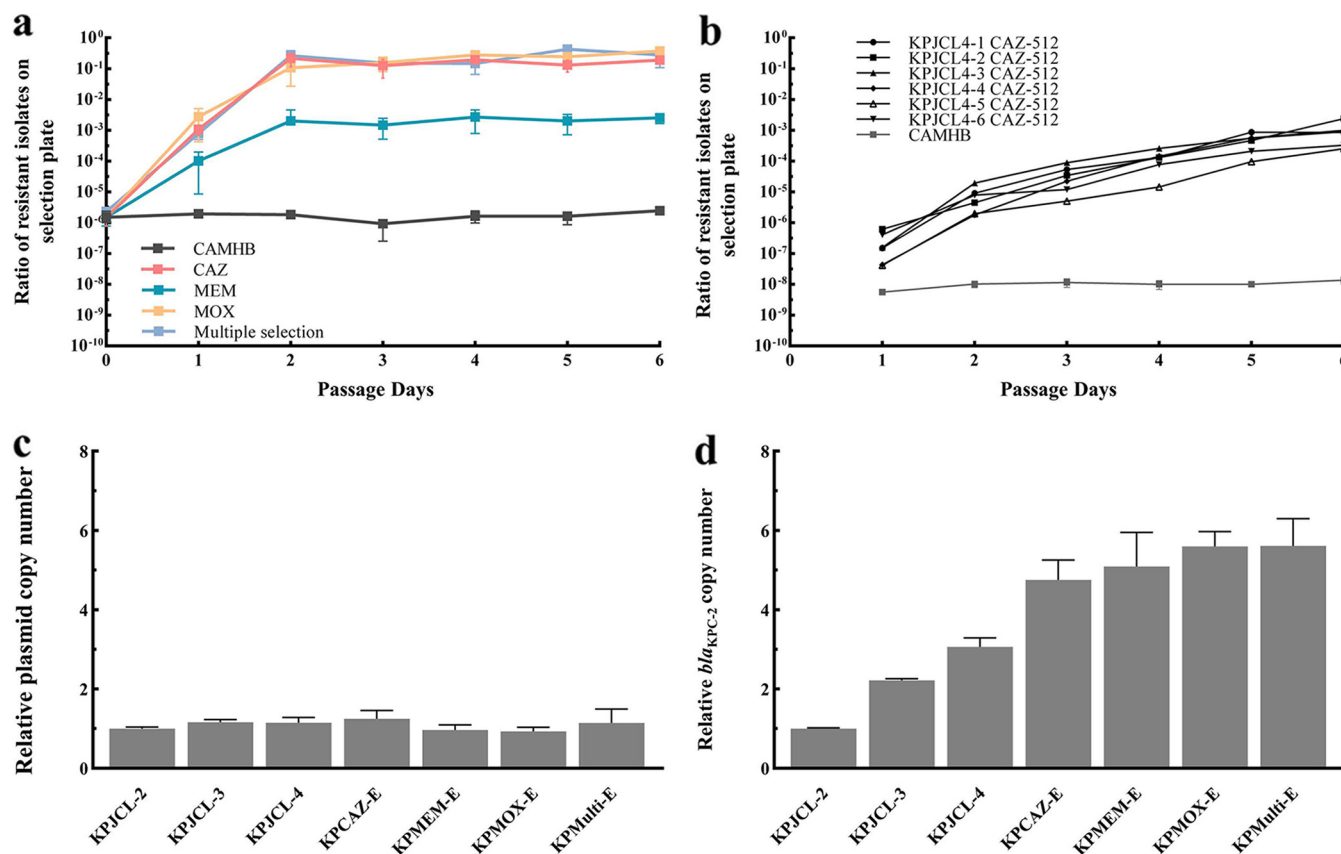 a
Ratio of resistant isolates on
selection plate
10⁰
10⁻¹
10⁻²
10⁻³
10⁻⁴
10⁻⁵
10⁻⁶
10⁻⁷
10⁻⁸
10⁻⁹
10⁻¹⁰
CAMHB
CAZ
MEM
MOX
Multiple selection
0 1 2 3 4 5 6
Passage Days
b
Ratio of resistant isolates on
selection plate
10⁰
10⁻¹
10⁻²
10⁻³
10⁻⁴
10⁻⁵
10⁻⁶
10⁻⁷
10⁻⁸
10⁻⁹
10⁻¹⁰
KPJCL4-1 CAZ-512
KPJCL4-2 CAZ-512
KPJCL4-3 CAZ-512
KPJCL4-4 CAZ-512
KPJCL4-5 CAZ-512
KPJCL4-6 CAZ-512
CAMHB
0 1 2 3 4 5 6
Passage Days
c
Relative plasmid copy number
8
6
4
2
0
KPJCL-2
KPJCL-3
KPJCL-4
KPCAZ-E
KPMEM-E
KPMOX-E
KPMulti-E
d
Relative bla KPC-2 copy number
8
6
4
2
0
KPJCL-2
KPJCL-3
KPJCL-4
KPCAZ-E
KPMEM-E
KPMOX-E
KPMulti-E